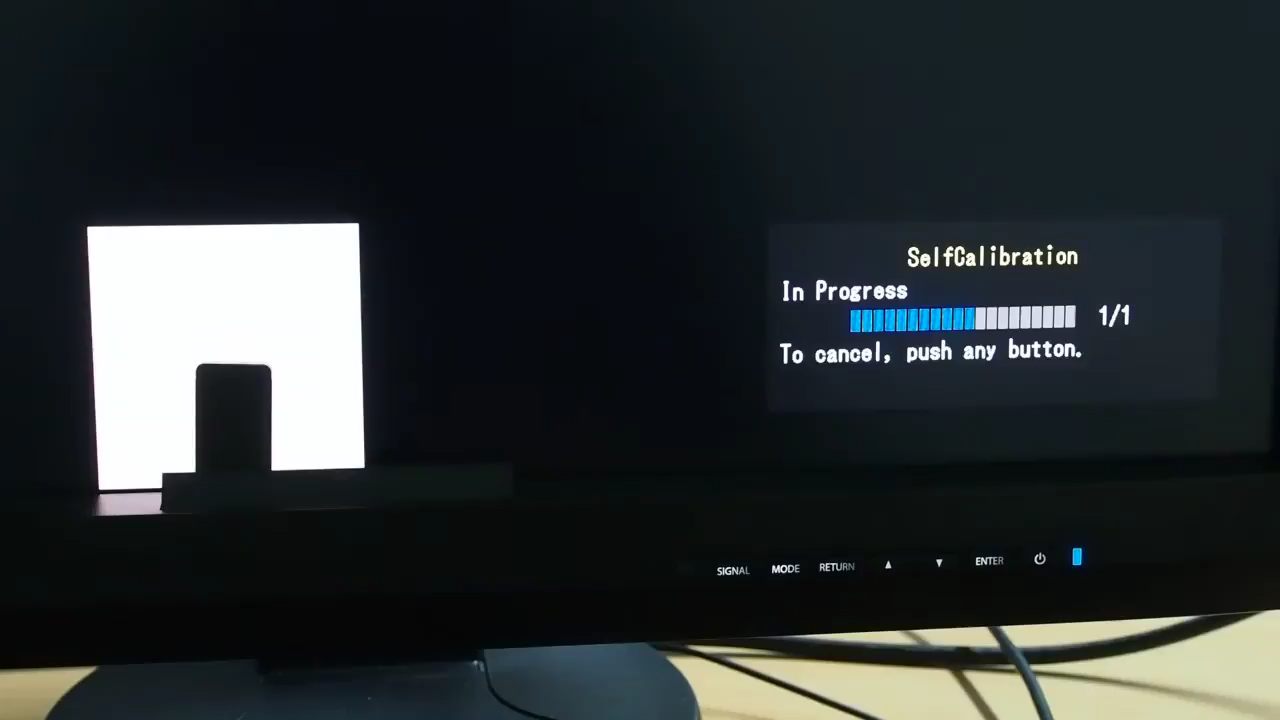 SelfCalibration
In Progress
1/1
To cancel, push any button.
SIGNAL MODE RETURN ▲ ▼ ENTER